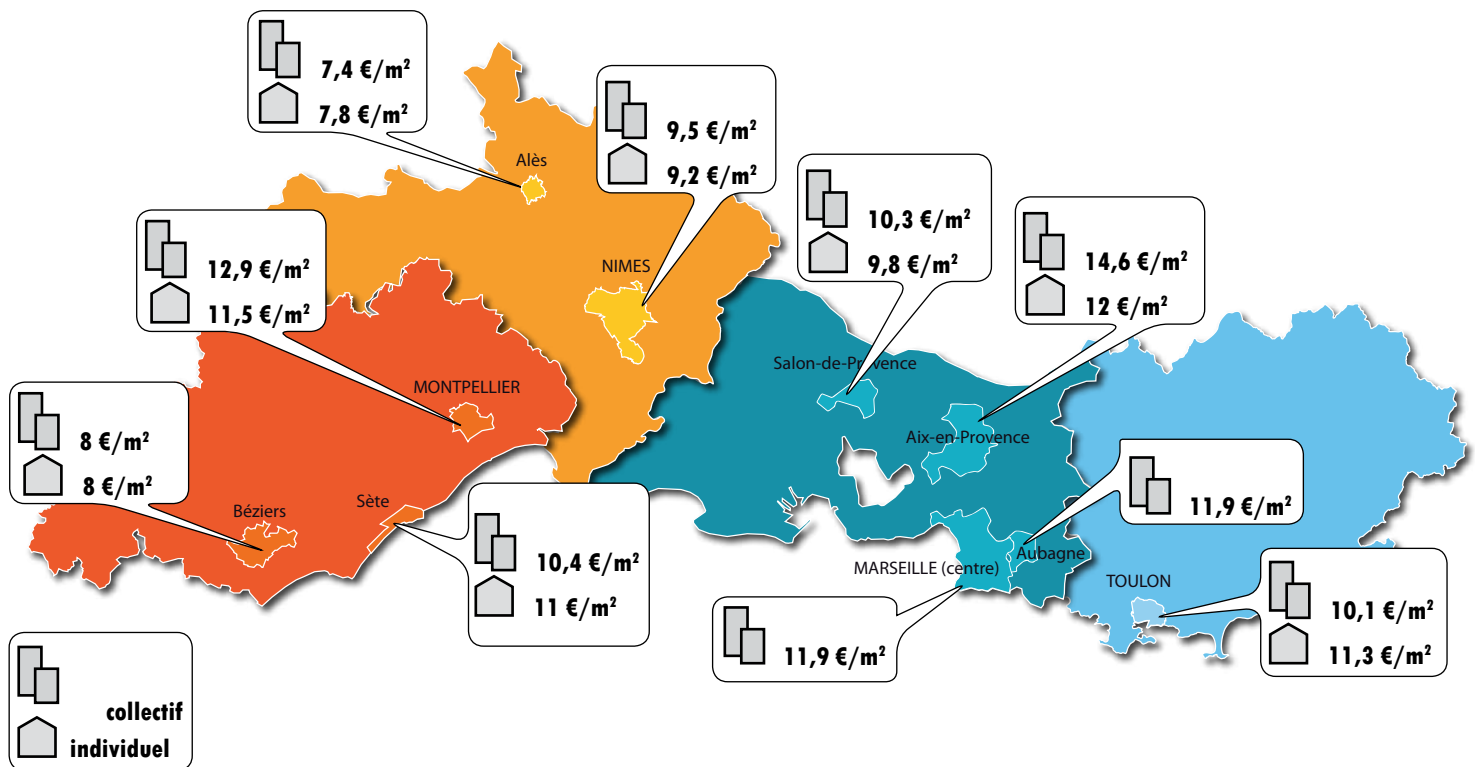 7,4 €/m²
7,8 €/m²
Alès
9,5 €/m²
9,2 €/m²
NIMES
10,3 €/m²
9,8 €/m²
Salon-de-Provence
14,6 €/m²
12 €/m²
Aix-en-Provence
12,9 €/m²
11,5 €/m²
MONTPELLIER
8 €/m²
8 €/m²
Béziers
Sète
10,4 €/m²
11 €/m²
11,9 €/m²
Aubagne
MARSEILLE (centre)
11,9 €/m²
TOULON
10,1 €/m²
11,3 €/m²
collectif
individuel